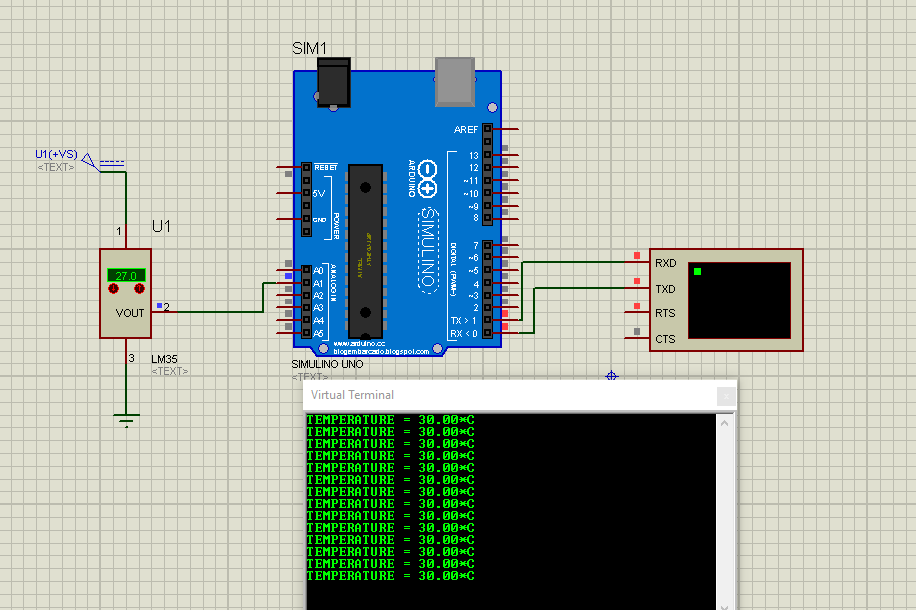 SIM1
AREF
13
12
~11
~10
~9
8
7
~6
~5
4
~3
2
TX > 1
RX < 0
RESET
5V
GND
POWER
A0
A1
A2
A3
A4
A5
ANALOG IN
ARDUINO
SIMULINO
DIGITAL (PWM~)
www.arduino.cc
blogembarcado.blogspot.com
SIMULINO UNO
<TEXT>
U1(+VS)
<TEXT>
1
U1
27.0
VOUT
2
3
LM35
<TEXT>
RXD
TXD
RTS
CTS
Virtual Terminal
TEMPERATURE = 30.00*C
TEMPERATURE = 30.00*C
TEMPERATURE = 30.00*C
TEMPERATURE = 30.00*C
TEMPERATURE = 30.00*C
TEMPERATURE = 30.00*C
TEMPERATURE = 30.00*C
TEMPERATURE = 30.00*C
TEMPERATURE = 30.00*C
TEMPERATURE = 30.00*C
TEMPERATURE = 30.00*C
TEMPERATURE = 30.00*C
TEMPERATURE = 30.00*C
TEMPERATURE = 30.00*C